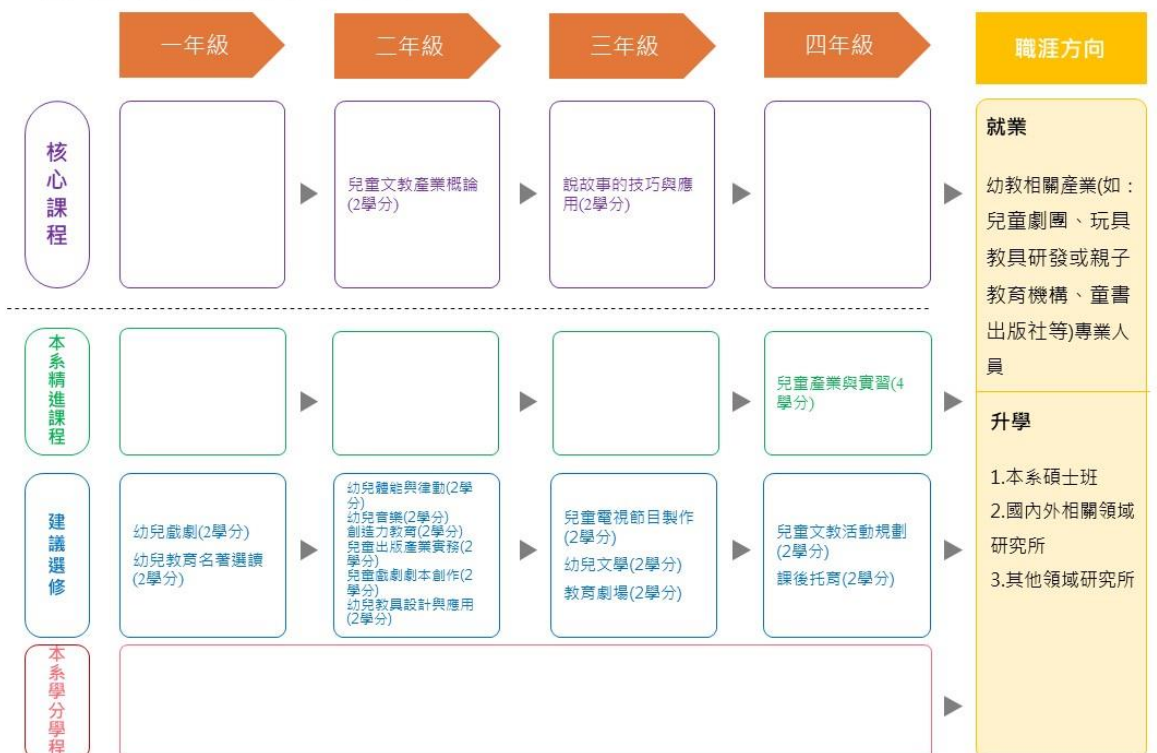 一年級
二年級
三年級
四年級
職涯方向
核心課程
兒童文教產業概論
(2學分)
說故事的技巧與應
用(2學分)
就業
幼教相關產業(如：
兒童劇團、玩具
教具研發或親子
教育機構、童書
出版社等)專業人
員
本系精進課程
兒童產業與實習(4
學分)
升學
1.本系碩士班
2.國內外相關領域
研究所
3.其他領域研究所
建議選修
幼兒戲劇(2學分)
幼兒教育名著選讀
(2學分)
幼兒體能與律動(2學
分)
幼兒音樂(2學分)
創造力教育(2學分)
兒童出版產業實務(2
學分)
兒童戲劇劇本創作(2
學分)
幼兒教具設計與應用
(2學分)
兒童電視節目製作
(2學分)
幼兒文學(2學分)
教育劇場(2學分)
兒童文教活動規劃
(2學分)
課後托育(2學分)
本系學分學程